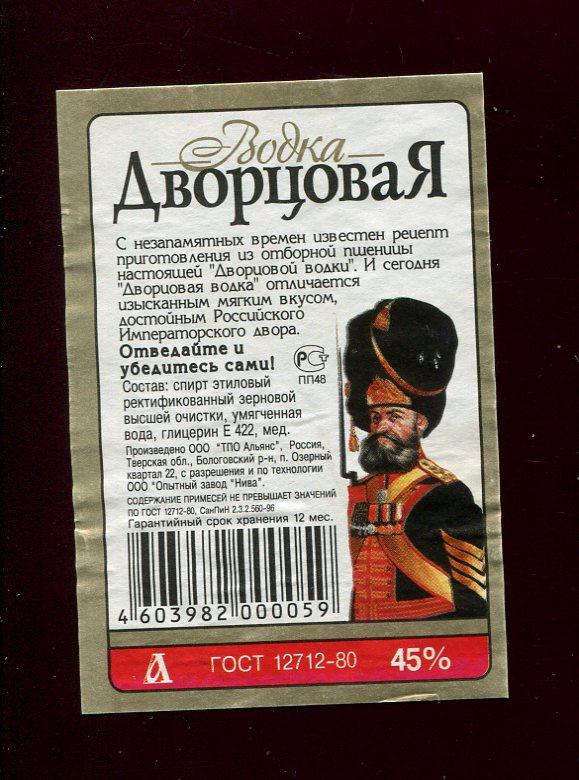 Водка
ДворцоваЯ
С незапамятных времен известен рецепт
приготовления из отборной пшеницы
настоящей "Дворцовой водки". И сегодня
"Дворцовая водка" отличается
изысканным мягким вкусом,
достойным Российского
Императорского двора.
Отведайте и
убедитесь сами!
РСТ
ПП48
Состав: спирт этиловый
ректификованный зерновой
высшей очистки, умягченная
вода, глицерин Е 422, мед.
Произведено ООО "ТПО Альянс", Россия,
Тверская обл., Бологовский р-н, п. Озерный
квартал 22, с разрешения и по технологии
ООО "Опытный завод "Нива".
СОДЕРЖАНИЕ ПРИМЕСЕЙ НЕ ПРЕВЫШАЕТ ЗНАЧЕНИЙ
ПО ГОСТ 12712-80, СанПиН 2.3.2.560-96
Гарантийный срок хранения 12 мес.
4 603982 000059
А ГОСТ 12712-80 45%